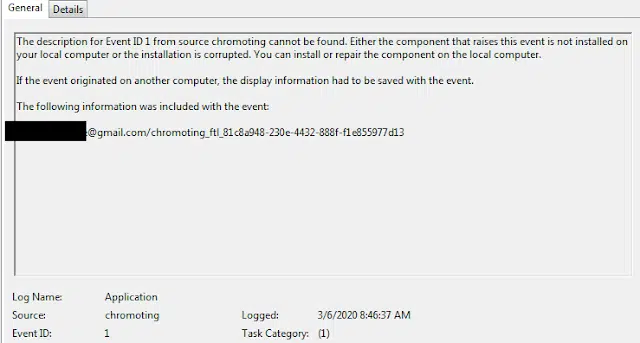 General Details
The description for Event ID 1 from source chromoting cannot be found. Either the component that raises this event is not installed on
your local computer or the installation is corrupted. You can install or repair the component on the local computer.
If the event originated on another computer, the display information had to be saved with the event.
The following information was included with the event:
@gmail.com/chromoting_ftl_81c8a948-230e-4432-888f-f1e855977d13
Log Name: Application
Source: chromoting Logged: 3/6/2020 8:46:37 AM
Event ID: 1 Task Category: (1)